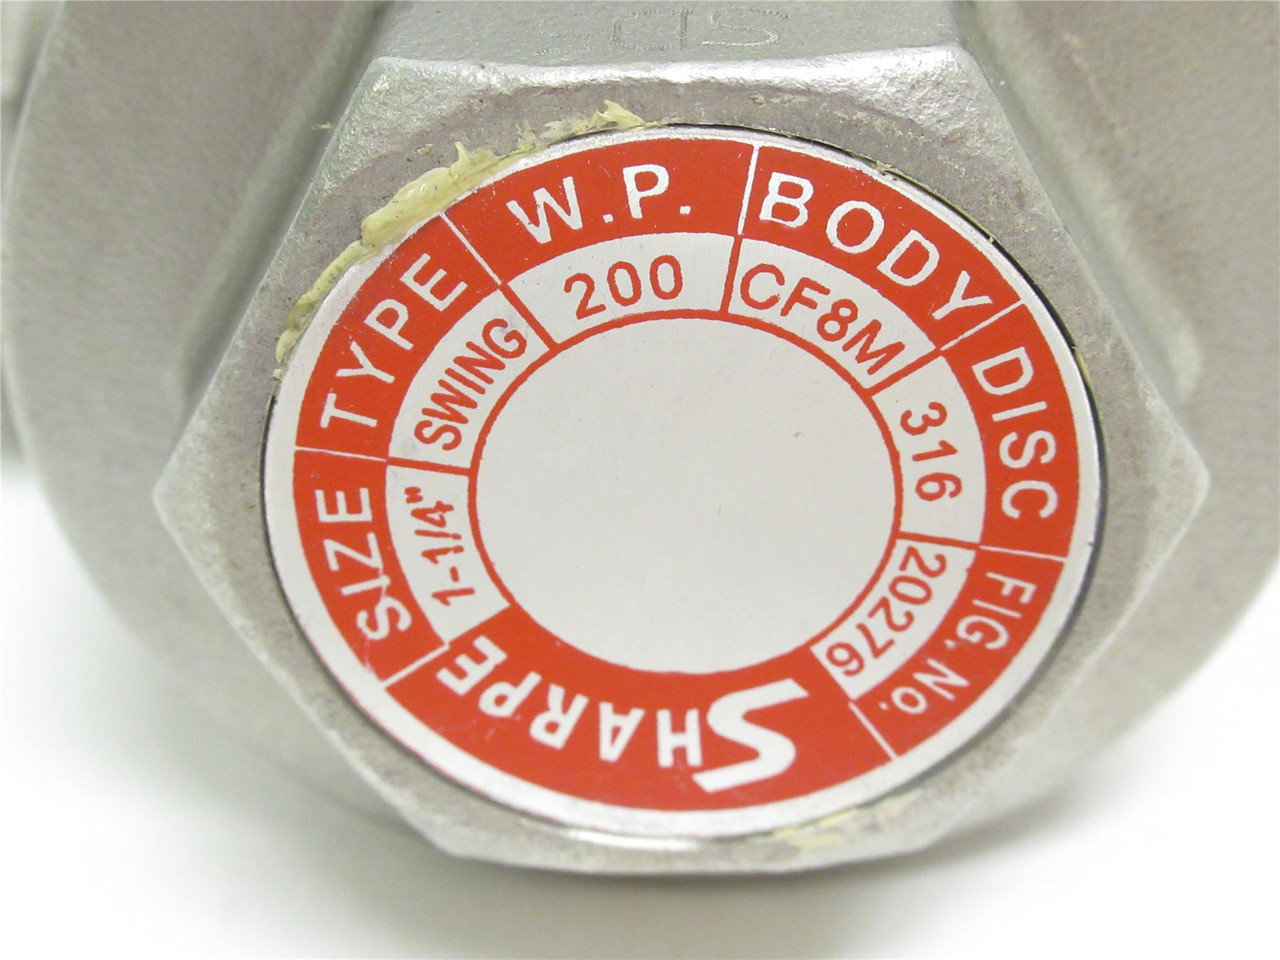 SIZE
1-1/4"
TYPE
SWING
W.P.
200
BODY
CF8M
DISC
316
FIG. No.
20276
SHARPE